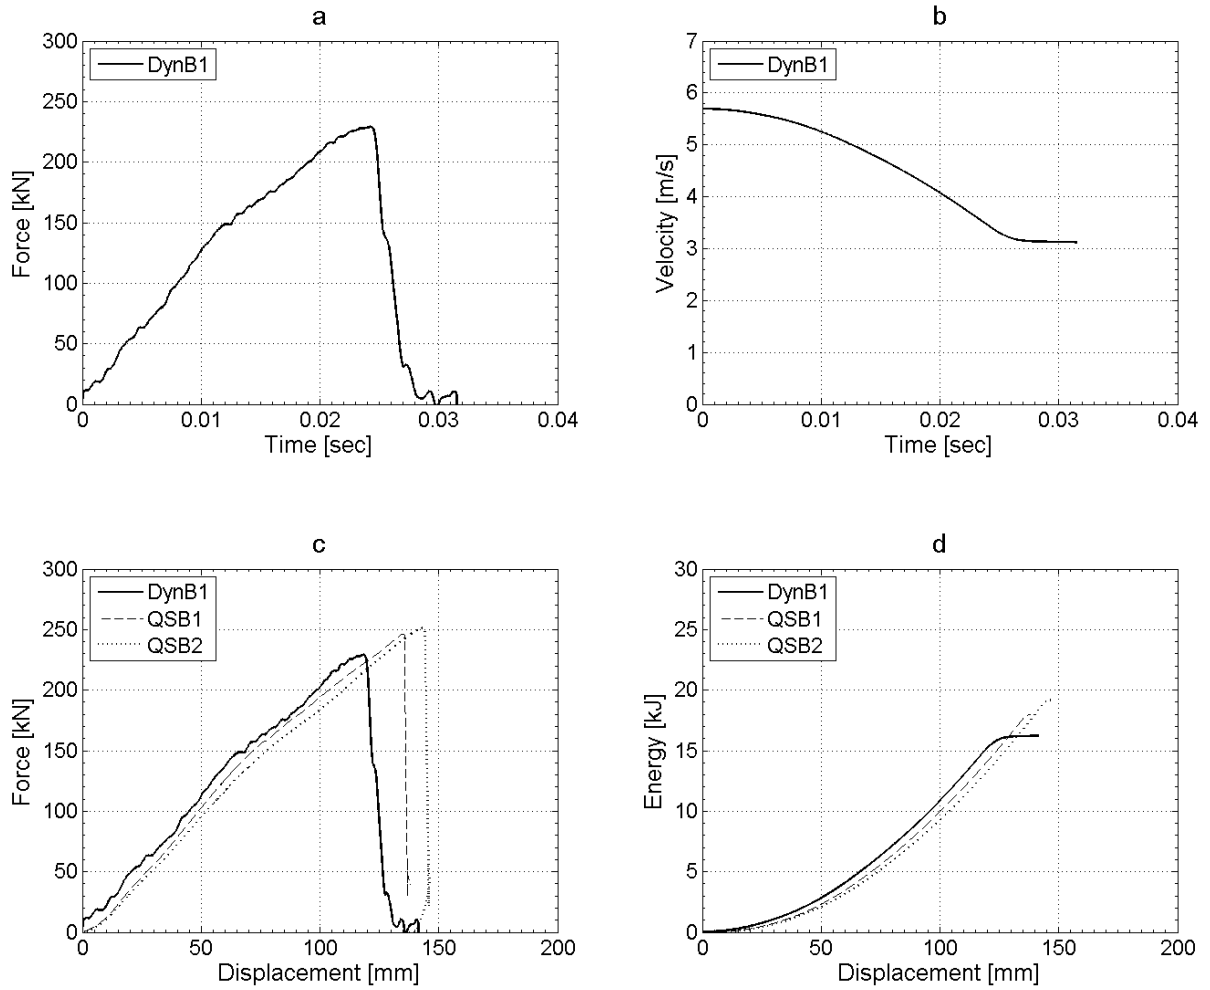 a
300
250
200
150
100
50
0
Force [kN]
DynB1
0 0.01 0.02 0.03 0.04
Time [sec]
b
7
6
5
4
3
2
1
0
Velocity [m/s]
DynB1
0 0.01 0.02 0.03 0.04
Time [sec]
c
300
250
200
150
100
50
0
Force [kN]
DynB1
QSB1
QSB2
0 50 100 150 200
Displacement [mm]
d
30
25
20
15
10
5
0
Energy [kJ]
DynB1
QSB1
QSB2
0 50 100 150 200
Displacement [mm]